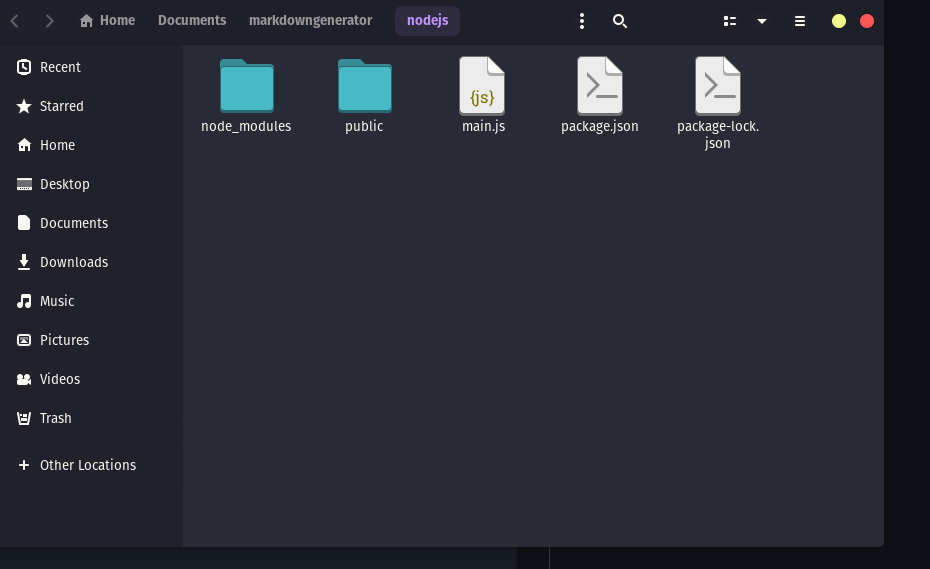 Home Documents markdowngenerator nodejs
Recent
Starred
Home
Desktop
Documents
Downloads
Music
Pictures
Videos
Trash
Other Locations
{js}
node_modules public main.js package.json package-lock.
json